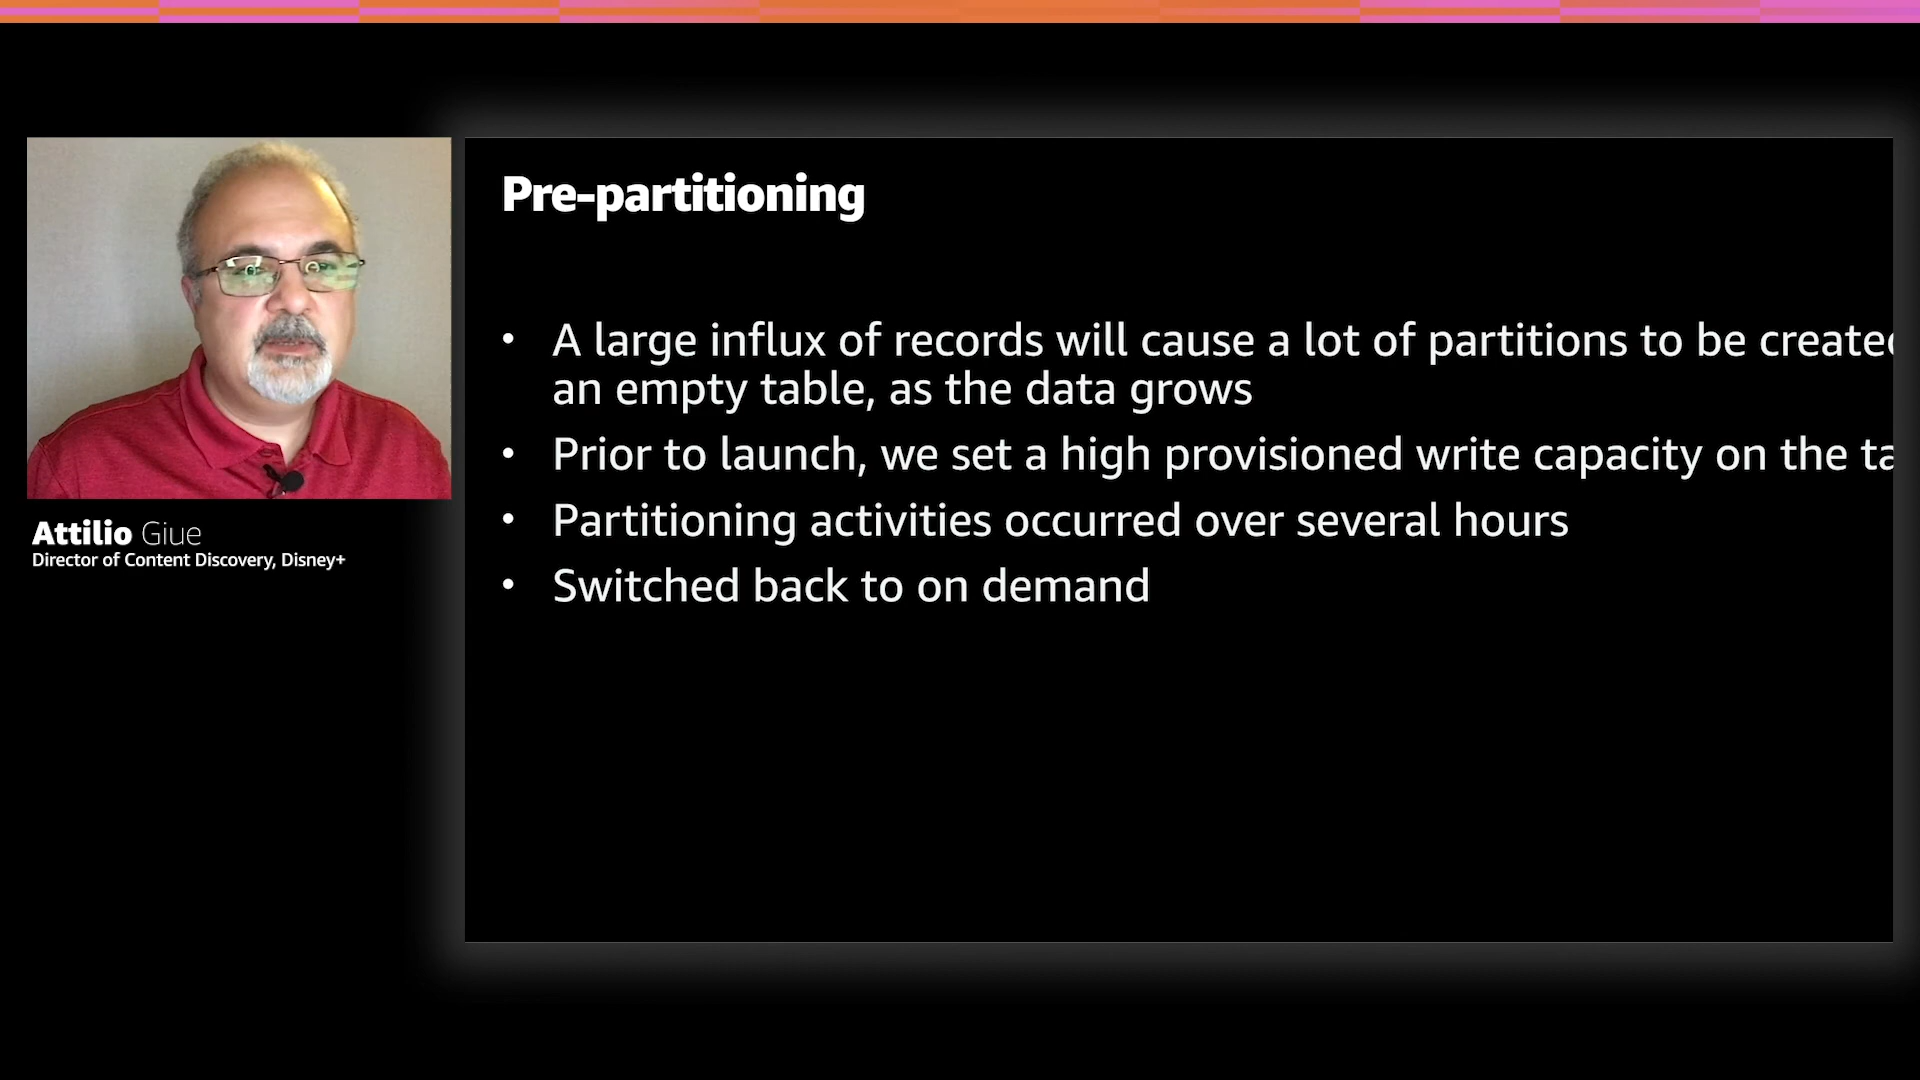 Pre-partitioning
• A large influx of records will cause a lot of partitions to be create
an empty table, as the data grows
• Prior to launch, we set a high provisioned write capacity on the ta
• Partitioning activities occurred over several hours
• Switched back to on demand
Attilio Giue
Director of Content Discovery, Disney+